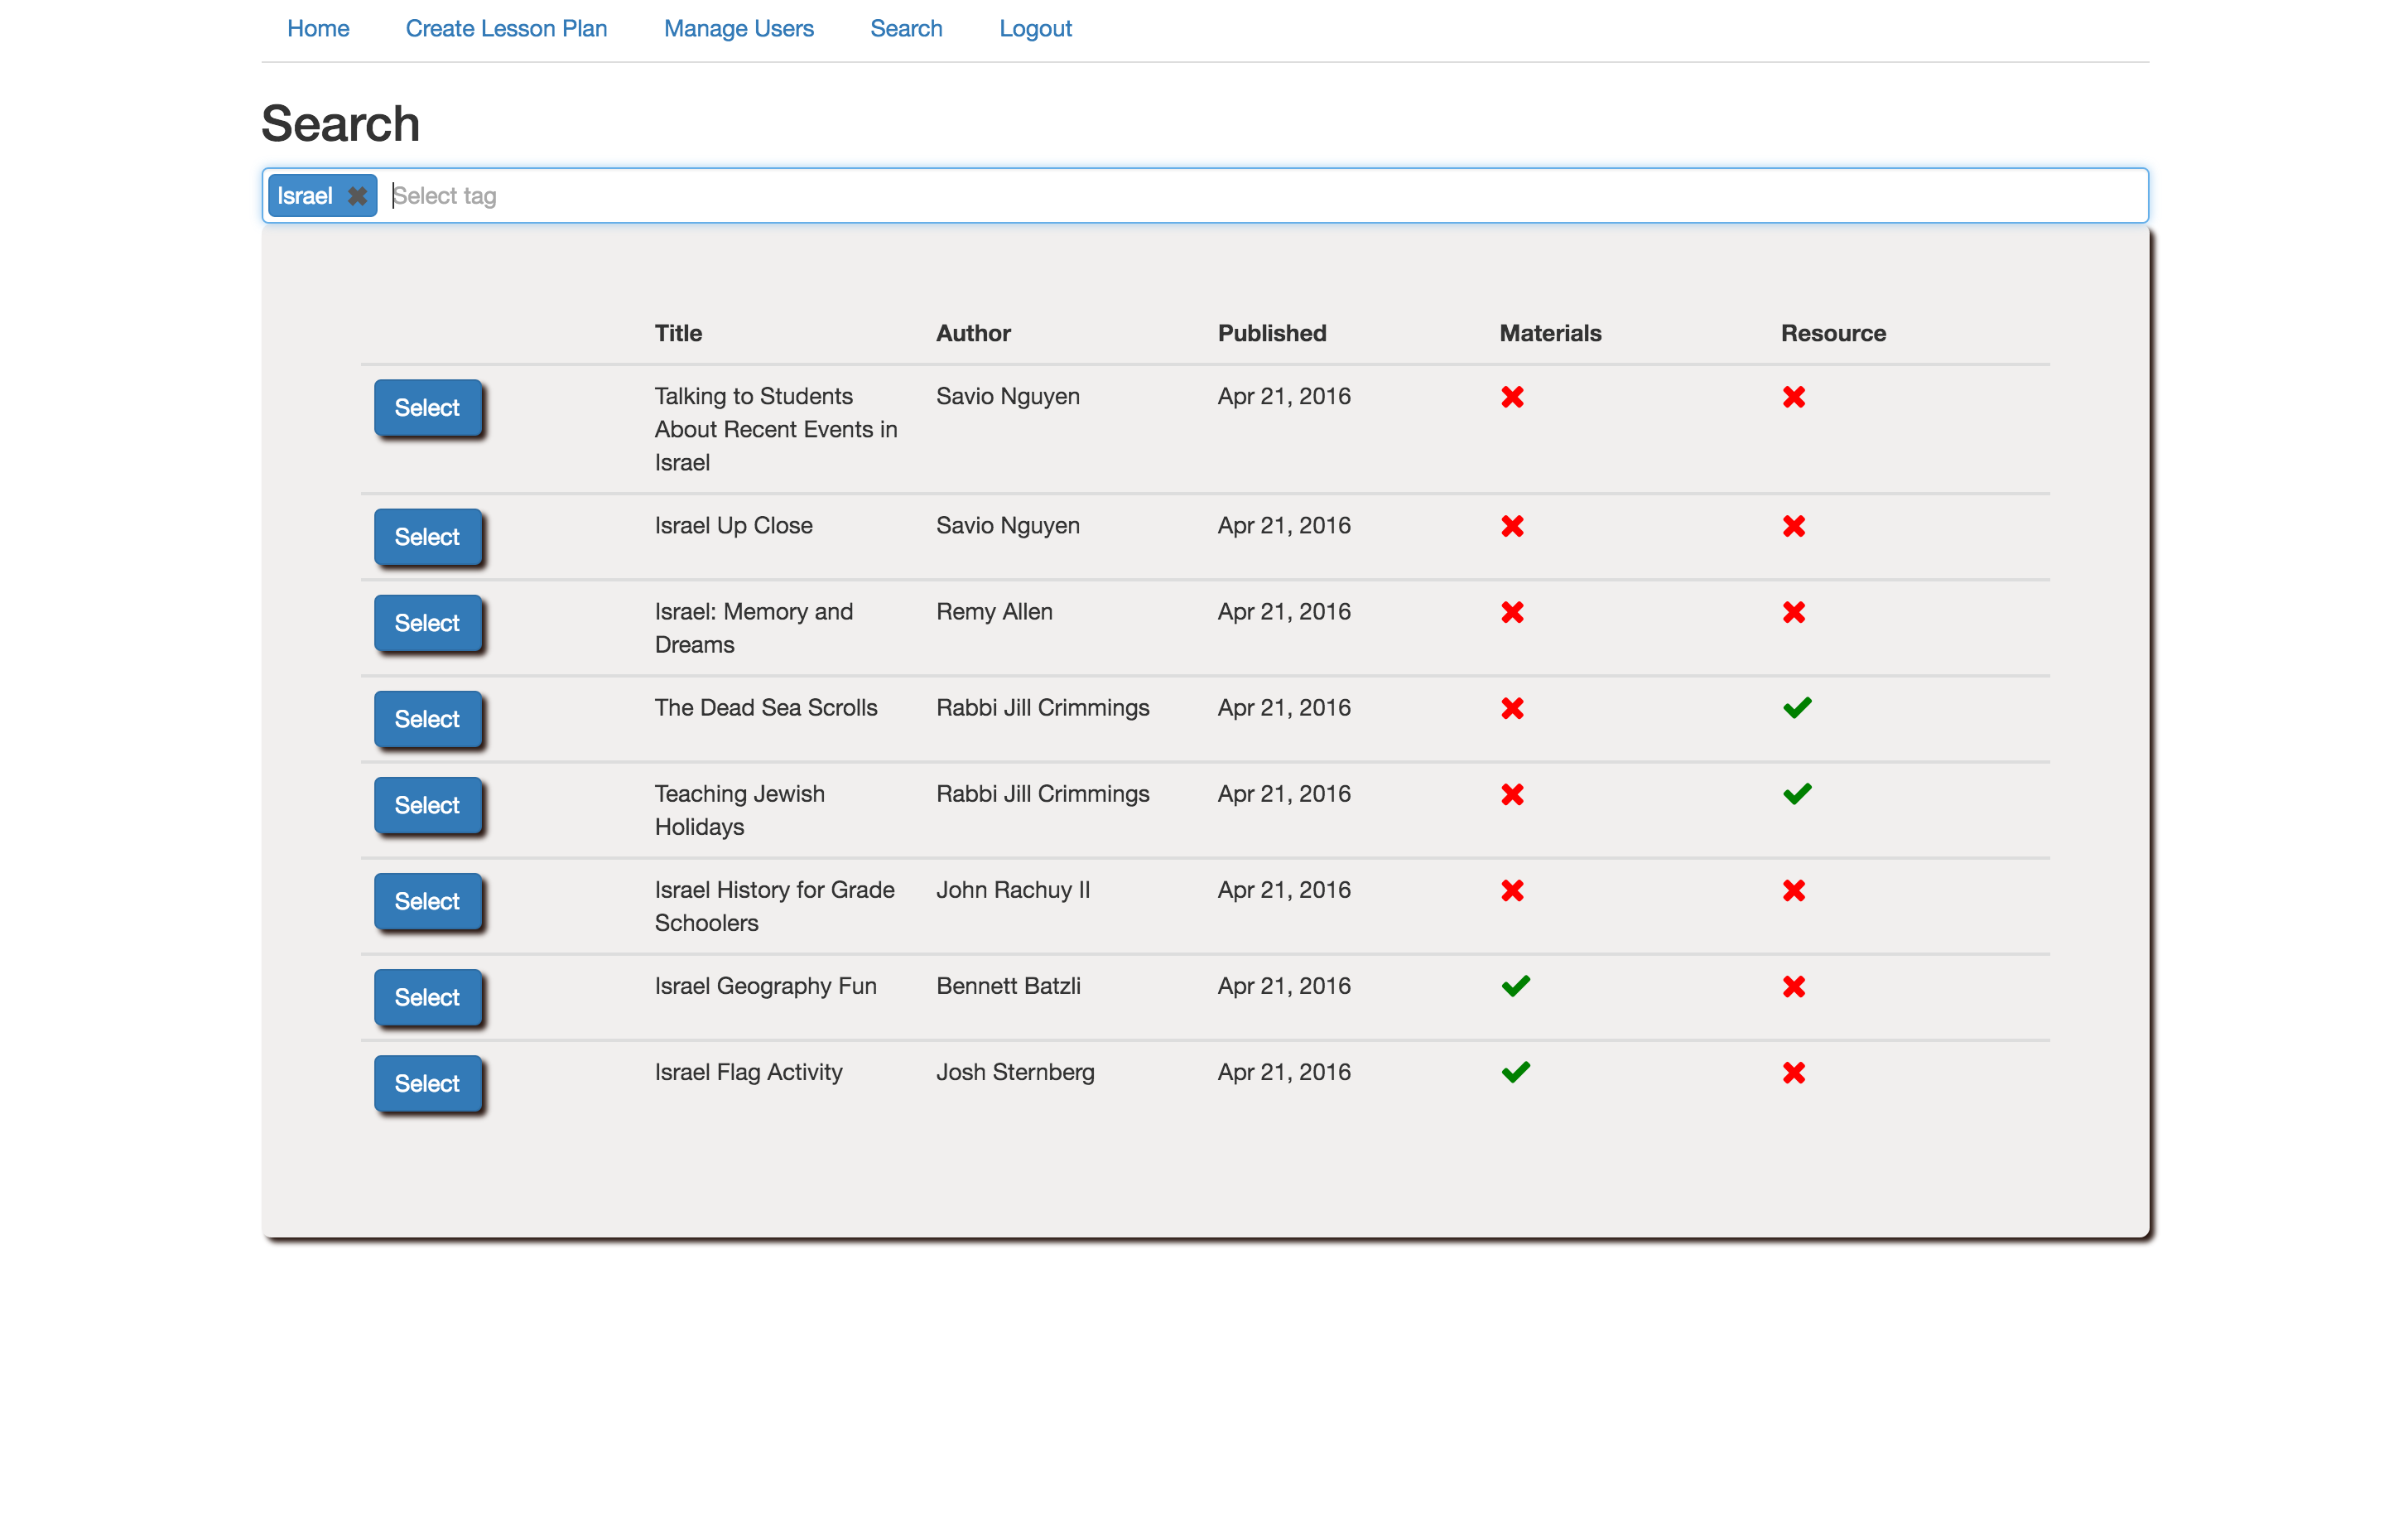 Home Create Lesson Plan Manage Users Search Logout
Search
Israel Select tag
Title Author Published Materials Resource
Select Talking to Students Savio Nguyen Apr 21, 2016
About Recent Events in
Israel
Select Israel Up Close Savio Nguyen Apr 21, 2016
Select Israel: Memory and Remy Allen Apr 21, 2016
Dreams
Select The Dead Sea Scrolls Rabbi Jill Crimmings Apr 21, 2016
Select Teaching Jewish Rabbi Jill Crimmings Apr 21, 2016
Holidays
Select Israel History for Grade John Rachuy II Apr 21, 2016
Schoolers
Select Israel Geography Fun Bennett Batzli Apr 21, 2016
Select Israel Flag Activity Josh Sternberg Apr 21, 2016